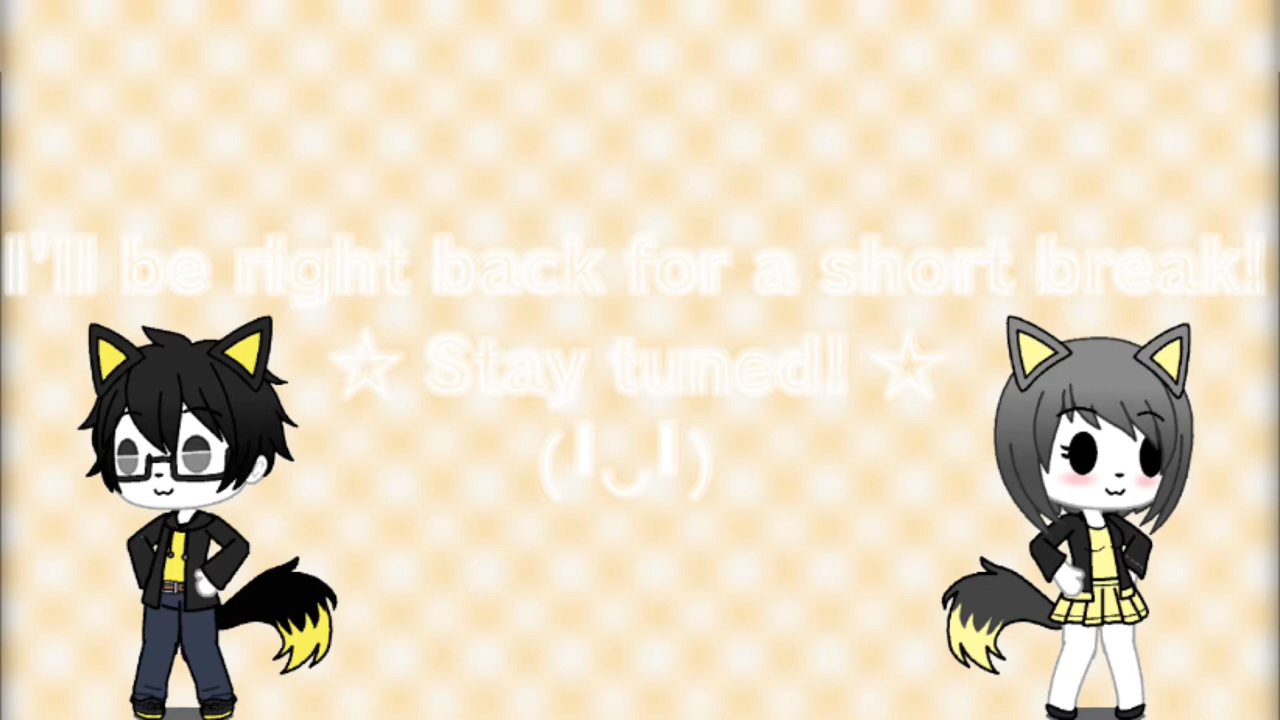 I'll be right back for a short break!
☆ Stay tuned! ☆
(╹◡╹)